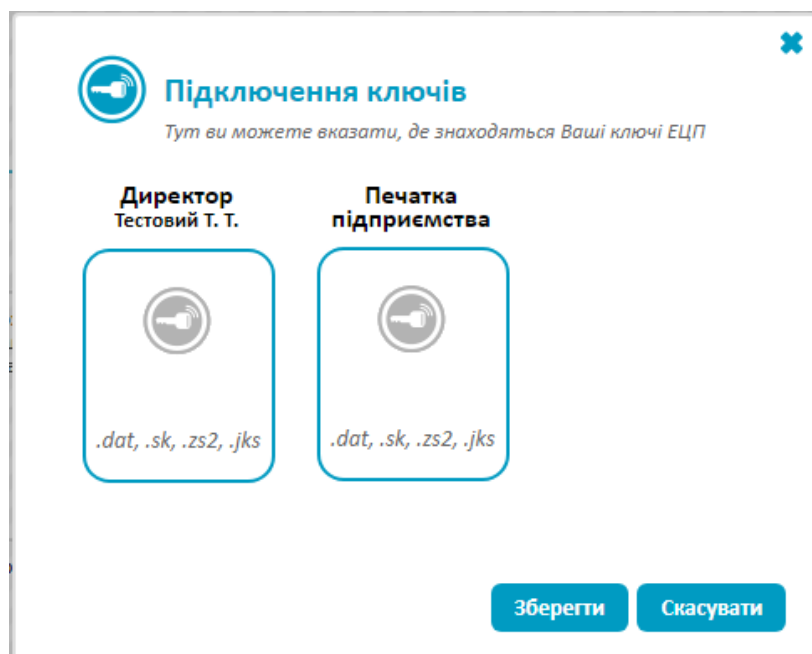 Підключення ключів
Тут ви можете вказати, де знаходяться Ваші ключі ЕЦП
Директор
Тестовий Т. Т.
.dat, .sk, .zs2, .jks
Печатка
підприємства
.dat, .sk, .zs2, .jks
Зберегти
Скасувати